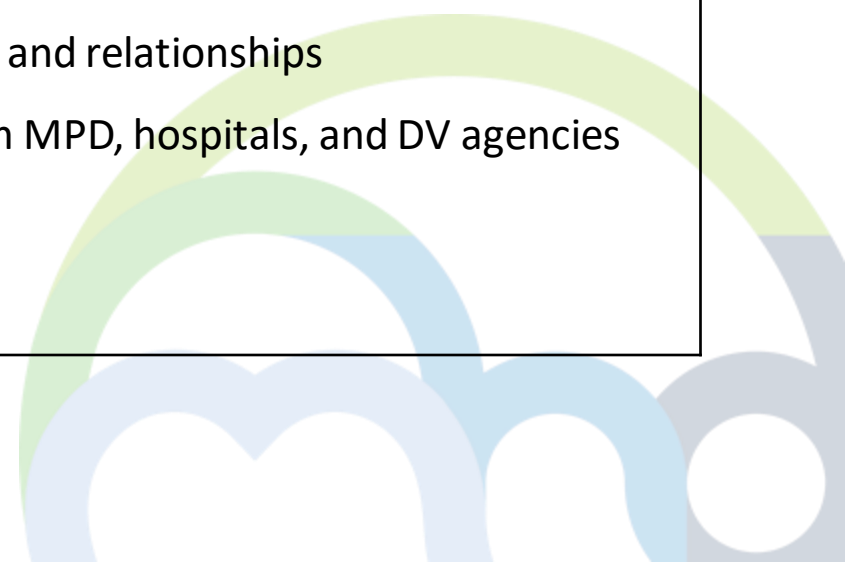 and relationships
MPD, hospitals, and DV agencies